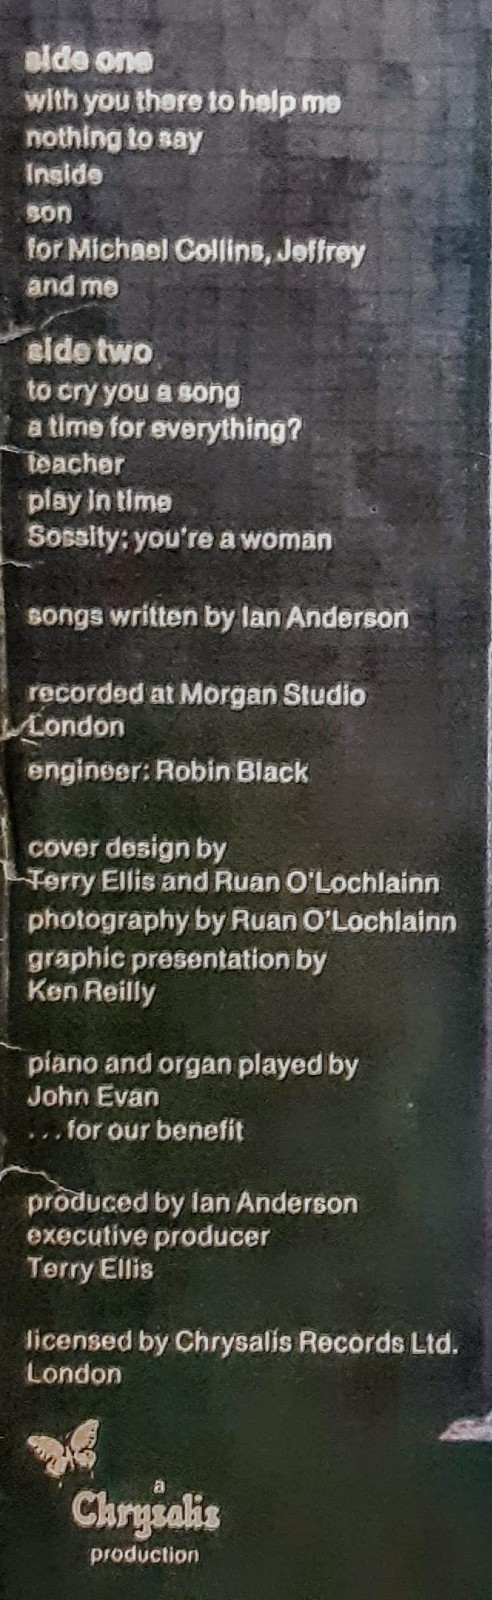 side one
with you there to help me
nothing to say
inside
son
for Michael Collins, Jeffrey
and me
side two
to cry you a song
a time for everything?
teacher
play in time
Sossity; you're a woman
songs written by Ian Anderson
recorded at Morgan Studio
London
engineer: Robin Black
cover design by
Terry Ellis and Ruan O'Lochlainn
photography by Ruan O'Lochlainn
graphic presentation by
Ken Reilly
piano and organ played by
John Evan
...for our benefit
produced by Ian Anderson
executive producer
Terry Ellis
licensed by Chrysalis Records Ltd.
London
a
Chrysalis
production